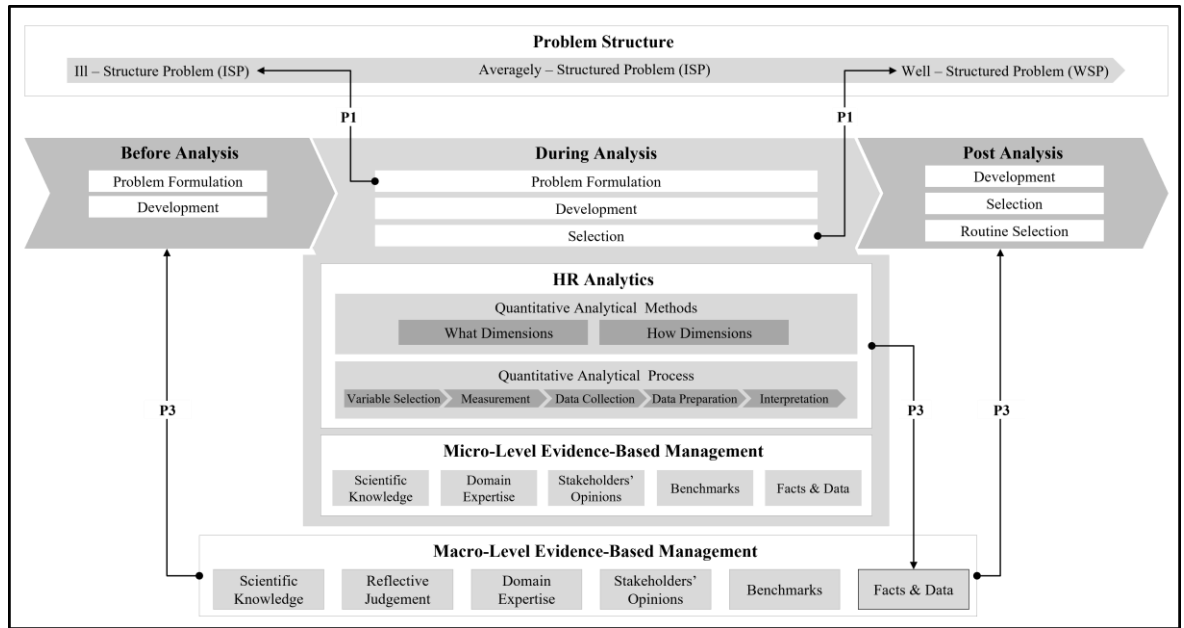 Problem Structure
Ill – Structure Problem (ISP)
Averagely – Structured Problem (ISP)
Well – Structured Problem (WSP)
P1
P1
Before Analysis
Problem Formulation
Development
During Analysis
Problem Formulation
Development
Selection
Post Analysis
Development
Selection
Routine Selection
HR Analytics
Quantitative Analytical Methods
What Dimensions
How Dimensions
Quantitative Analytical Process
Variable Selection
Measurement
Data Collection
Data Preparation
Interpretation
P3
P3
P3
Micro-Level Evidence-Based Management
Scientific
Knowledge
Domain
Expertise
Stakeholders'
Opinions
Benchmarks
Facts & Data
Macro-Level Evidence-Based Management
Scientific
Knowledge
Reflective
Judgement
Domain
Expertise
Stakeholders'
Opinions
Benchmarks
Facts & Data